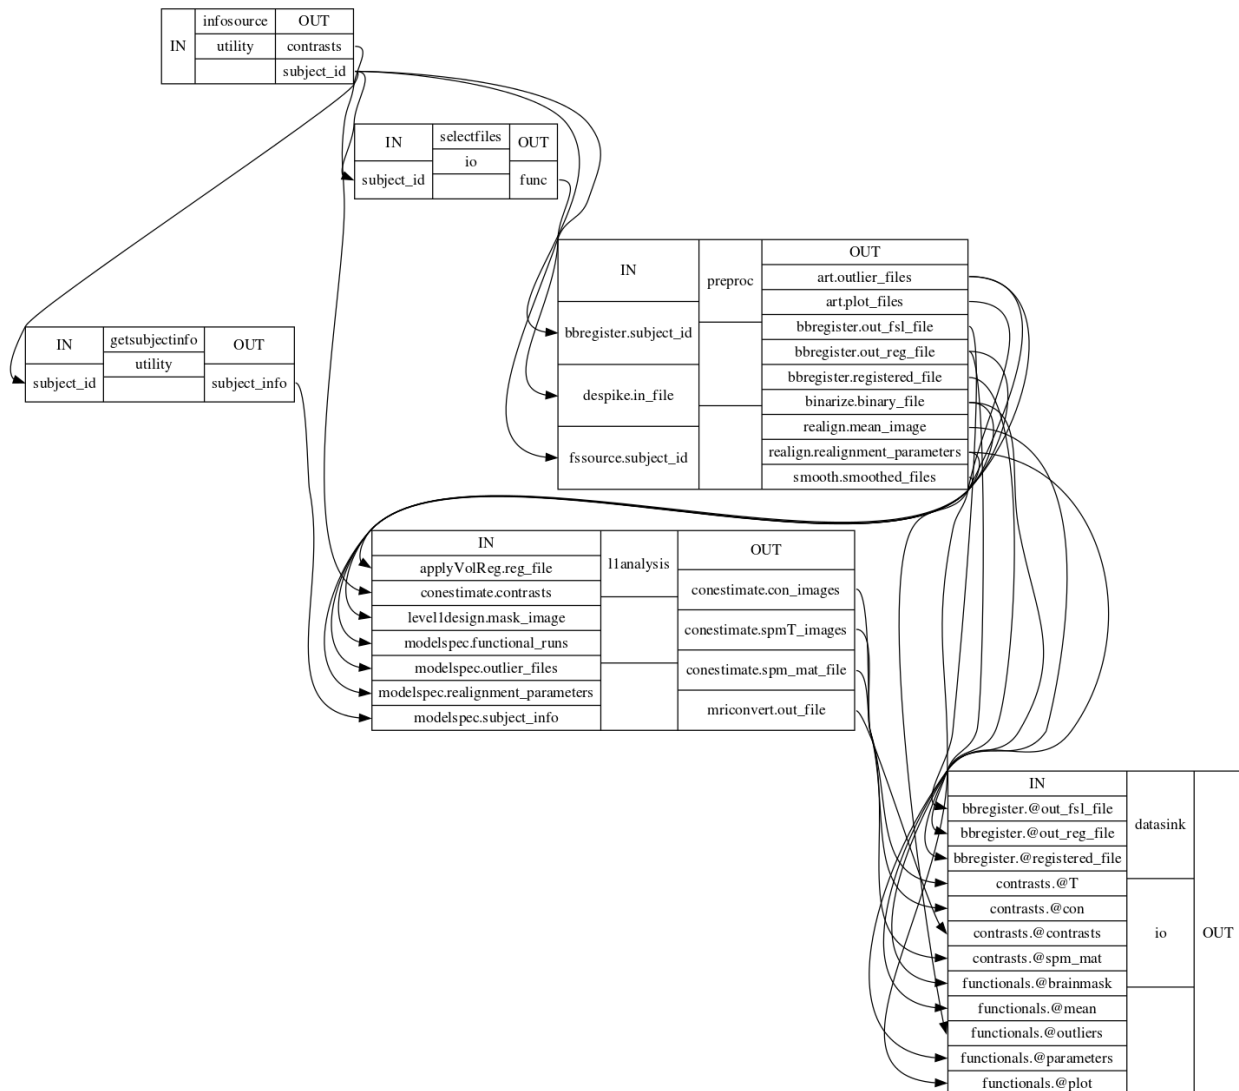 IN
infosource
utility
OUT
contrasts
subject_id
IN
subject_id
selectfiles
io
OUT
func
IN
bbregister.subject_id
despike.in_file
fssource.subject_id
preproc
OUT
art.outlier_files
art.plot_files
bbregister.out_fsl_file
bbregister.out_reg_file
bbregister.registered_file
binarize.binary_file
realign.mean_image
realign.realignment_parameters
smooth.smoothed_files
IN
subject_id
getsubjectinfo
utility
OUT
subject_info
IN
applyVolReg.reg_file
conestimate.contrasts
level1design.mask_image
modelspec.functional_runs
modelspec.outlier_files
modelspec.realignment_parameters
modelspec.subject_info
l1analysis
OUT
conestimate.con_images
conestimate.spmT_images
conestimate.spm_mat_file
mriconvert.out_file
IN
bbregister.@out_fsl_file
bbregister.@out_reg_file
bbregister.@registered_file
contrasts.@T
contrasts.@con
contrasts.@contrasts
contrasts.@spm_mat
functionals.@brainmask
functionals.@mean
functionals.@outliers
functionals.@parameters
functionals.@plot
datasink
io
OUT